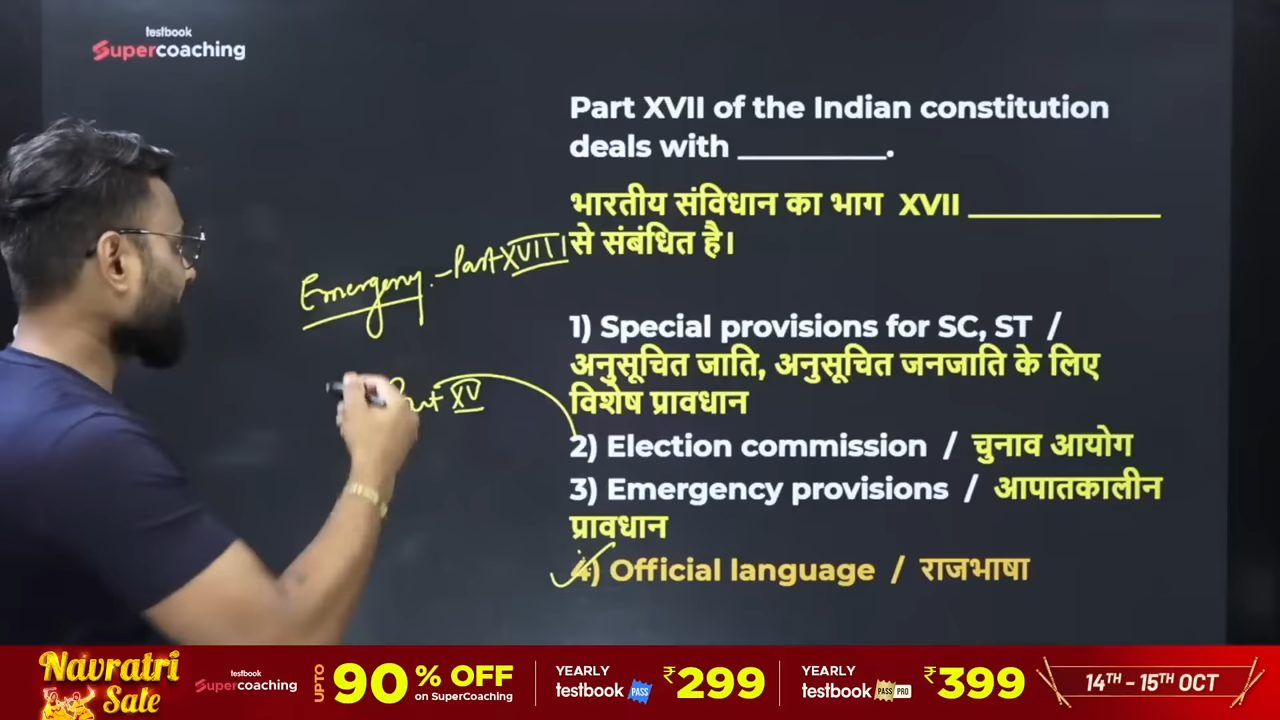 testbook
Supercoaching
Part XVII of the Indian constitution
deals with _________.
भारतीय संविधान का भाग XVII ____________
से संबंधित है।
Emergency - Part XVIII
1) Special provisions for SC, ST /
अनुसूचित जाति, अनुसूचित जनजाति के लिए
विशेष प्रावधान
Part XV
2) Election commission / चुनाव आयोग
3) Emergency provisions / आपातकालीन
प्रावधान
4) Official language / राजभाषा
Navratri
Sale
testbook
Supercoaching
UPTO 90% OFF
on SuperCoaching
YEARLY
testbook PASS
₹299
YEARLY
testbook PASS PRO
₹399
14TH - 15TH OCT